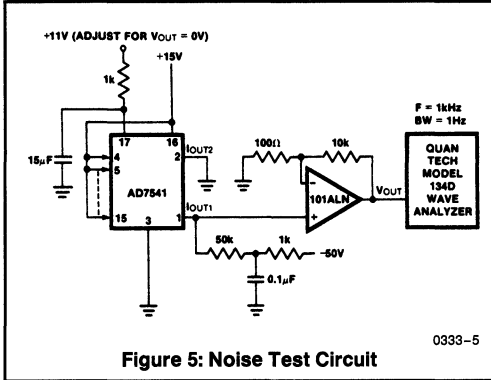 +11V (ADJUST FOR VOUT = 0V)
+15V
1k
F = 1kHz
BW = 1Hz
17
16
IOUT2
100Ω
10k
15μF
4
5
2
AD7541
101ALN
VOUT
QUAN
TECH
MODEL
134D
WAVE
ANALYZER
IOUT1
15
3
1
50k
1k
-50V
0.1μF
0333-5
Figure 5: Noise Test Circuit